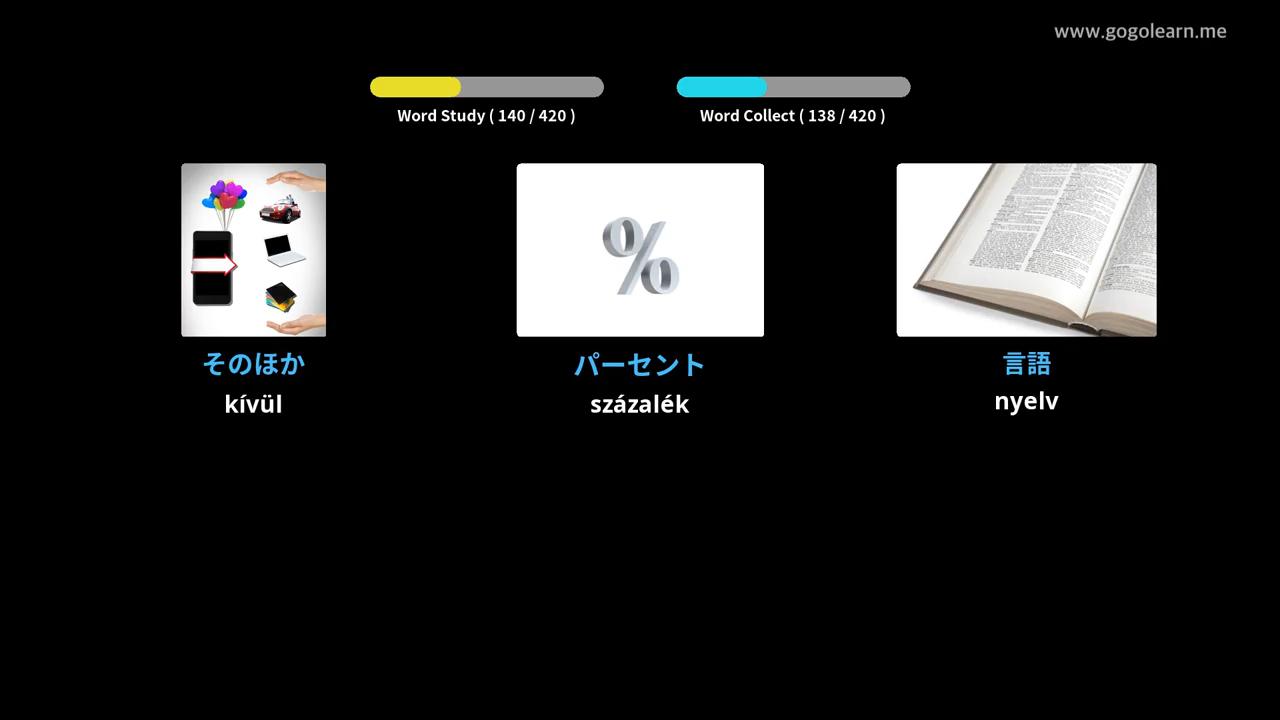 www.gogolearn.me
Word Study ( 140 / 420 )
Word Collect ( 138 / 420 )
そのほか
kívül
パーセント
százalék
言語
nyelv